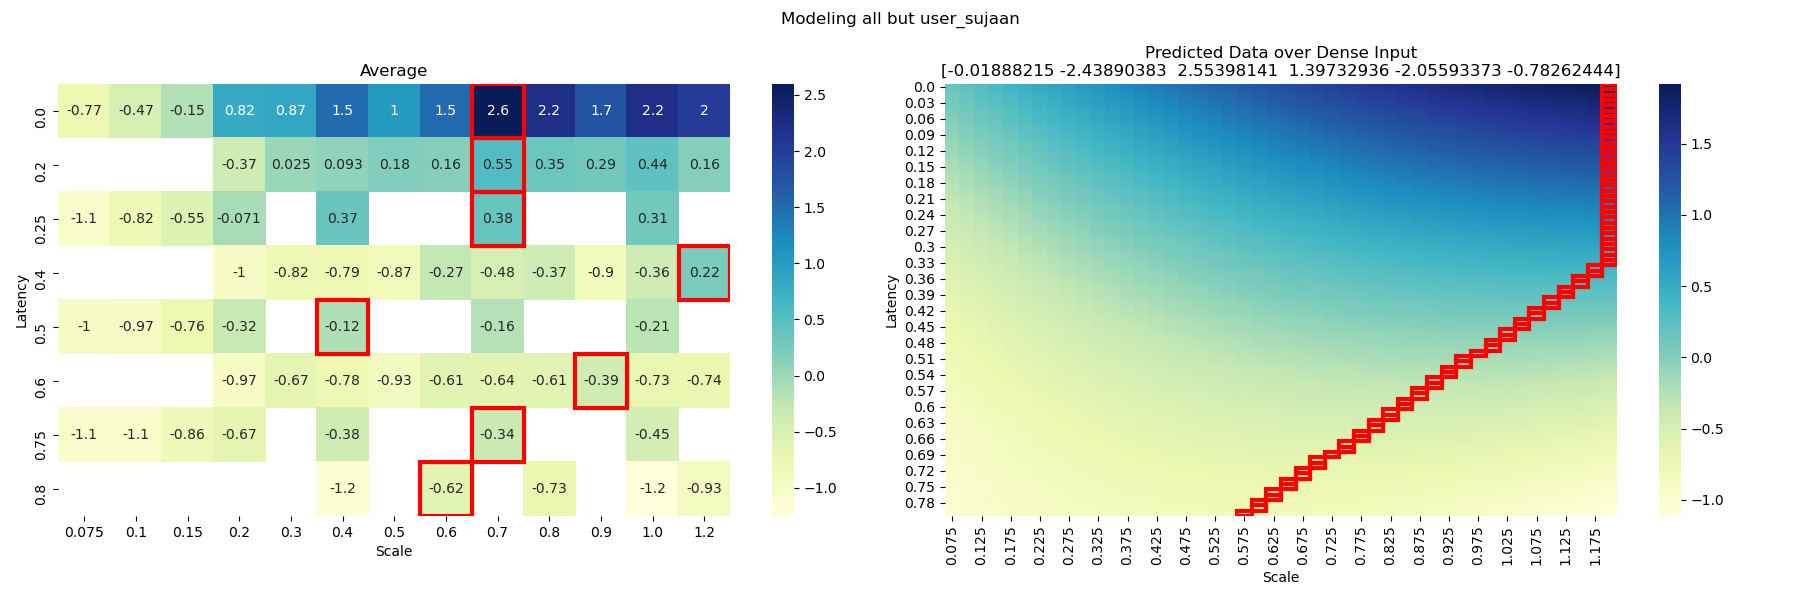 Modeling all but user_sujaan
Average
0.0 -0.77 -0.47 -0.15 0.82 0.87 1.5 1 1.5 2.6 2.2 1.7 2.2 2
0.2 -0.37 0.025 0.093 0.18 0.16 0.55 0.35 0.29 0.44 0.16
0.25 -1.1 -0.82 -0.55 -0.071 0.37 0.38 0.31
0.4 -1 -0.82 -0.79 -0.87 -0.27 -0.48 -0.37 -0.9 -0.36 0.22
0.5 -1 -0.97 -0.76 -0.32 -0.12 -0.16 -0.21
0.6 -0.97 -0.67 -0.78 -0.93 -0.61 -0.64 -0.61 -0.39 -0.73 -0.74
0.75 -1.1 -1.1 -0.86 -0.67 -0.38 -0.34 -0.45
0.8 -1.2 -0.62 -0.73 -1.2 -0.93
0.075 0.1 0.15 0.2 0.3 0.4 0.5 0.6 0.7 0.8 0.9 1.0 1.2
Scale
Latency
2.5
2.0
1.5
1.0
0.5
0.0
−0.5
−1.0
Predicted Data over Dense Input
[-0.01888215 -2.43890383 2.55398141 1.39732936 -2.05593373 -0.78262444]
0.0
0.03
0.06
0.09
0.12
0.15
0.18
0.21
0.24
0.27
0.3
0.33
0.36
0.39
0.42
0.45
0.48
0.51
0.54
0.57
0.6
0.63
0.66
0.69
0.72
0.75
0.78
Latency
0.075 0.125 0.175 0.225 0.275 0.325 0.375 0.425 0.475 0.525 0.575 0.625 0.675 0.725 0.775 0.825 0.875 0.925 0.975 1.025 1.075 1.125 1.175
Scale
1.5
1.0
0.5
0.0
−0.5
−1.0